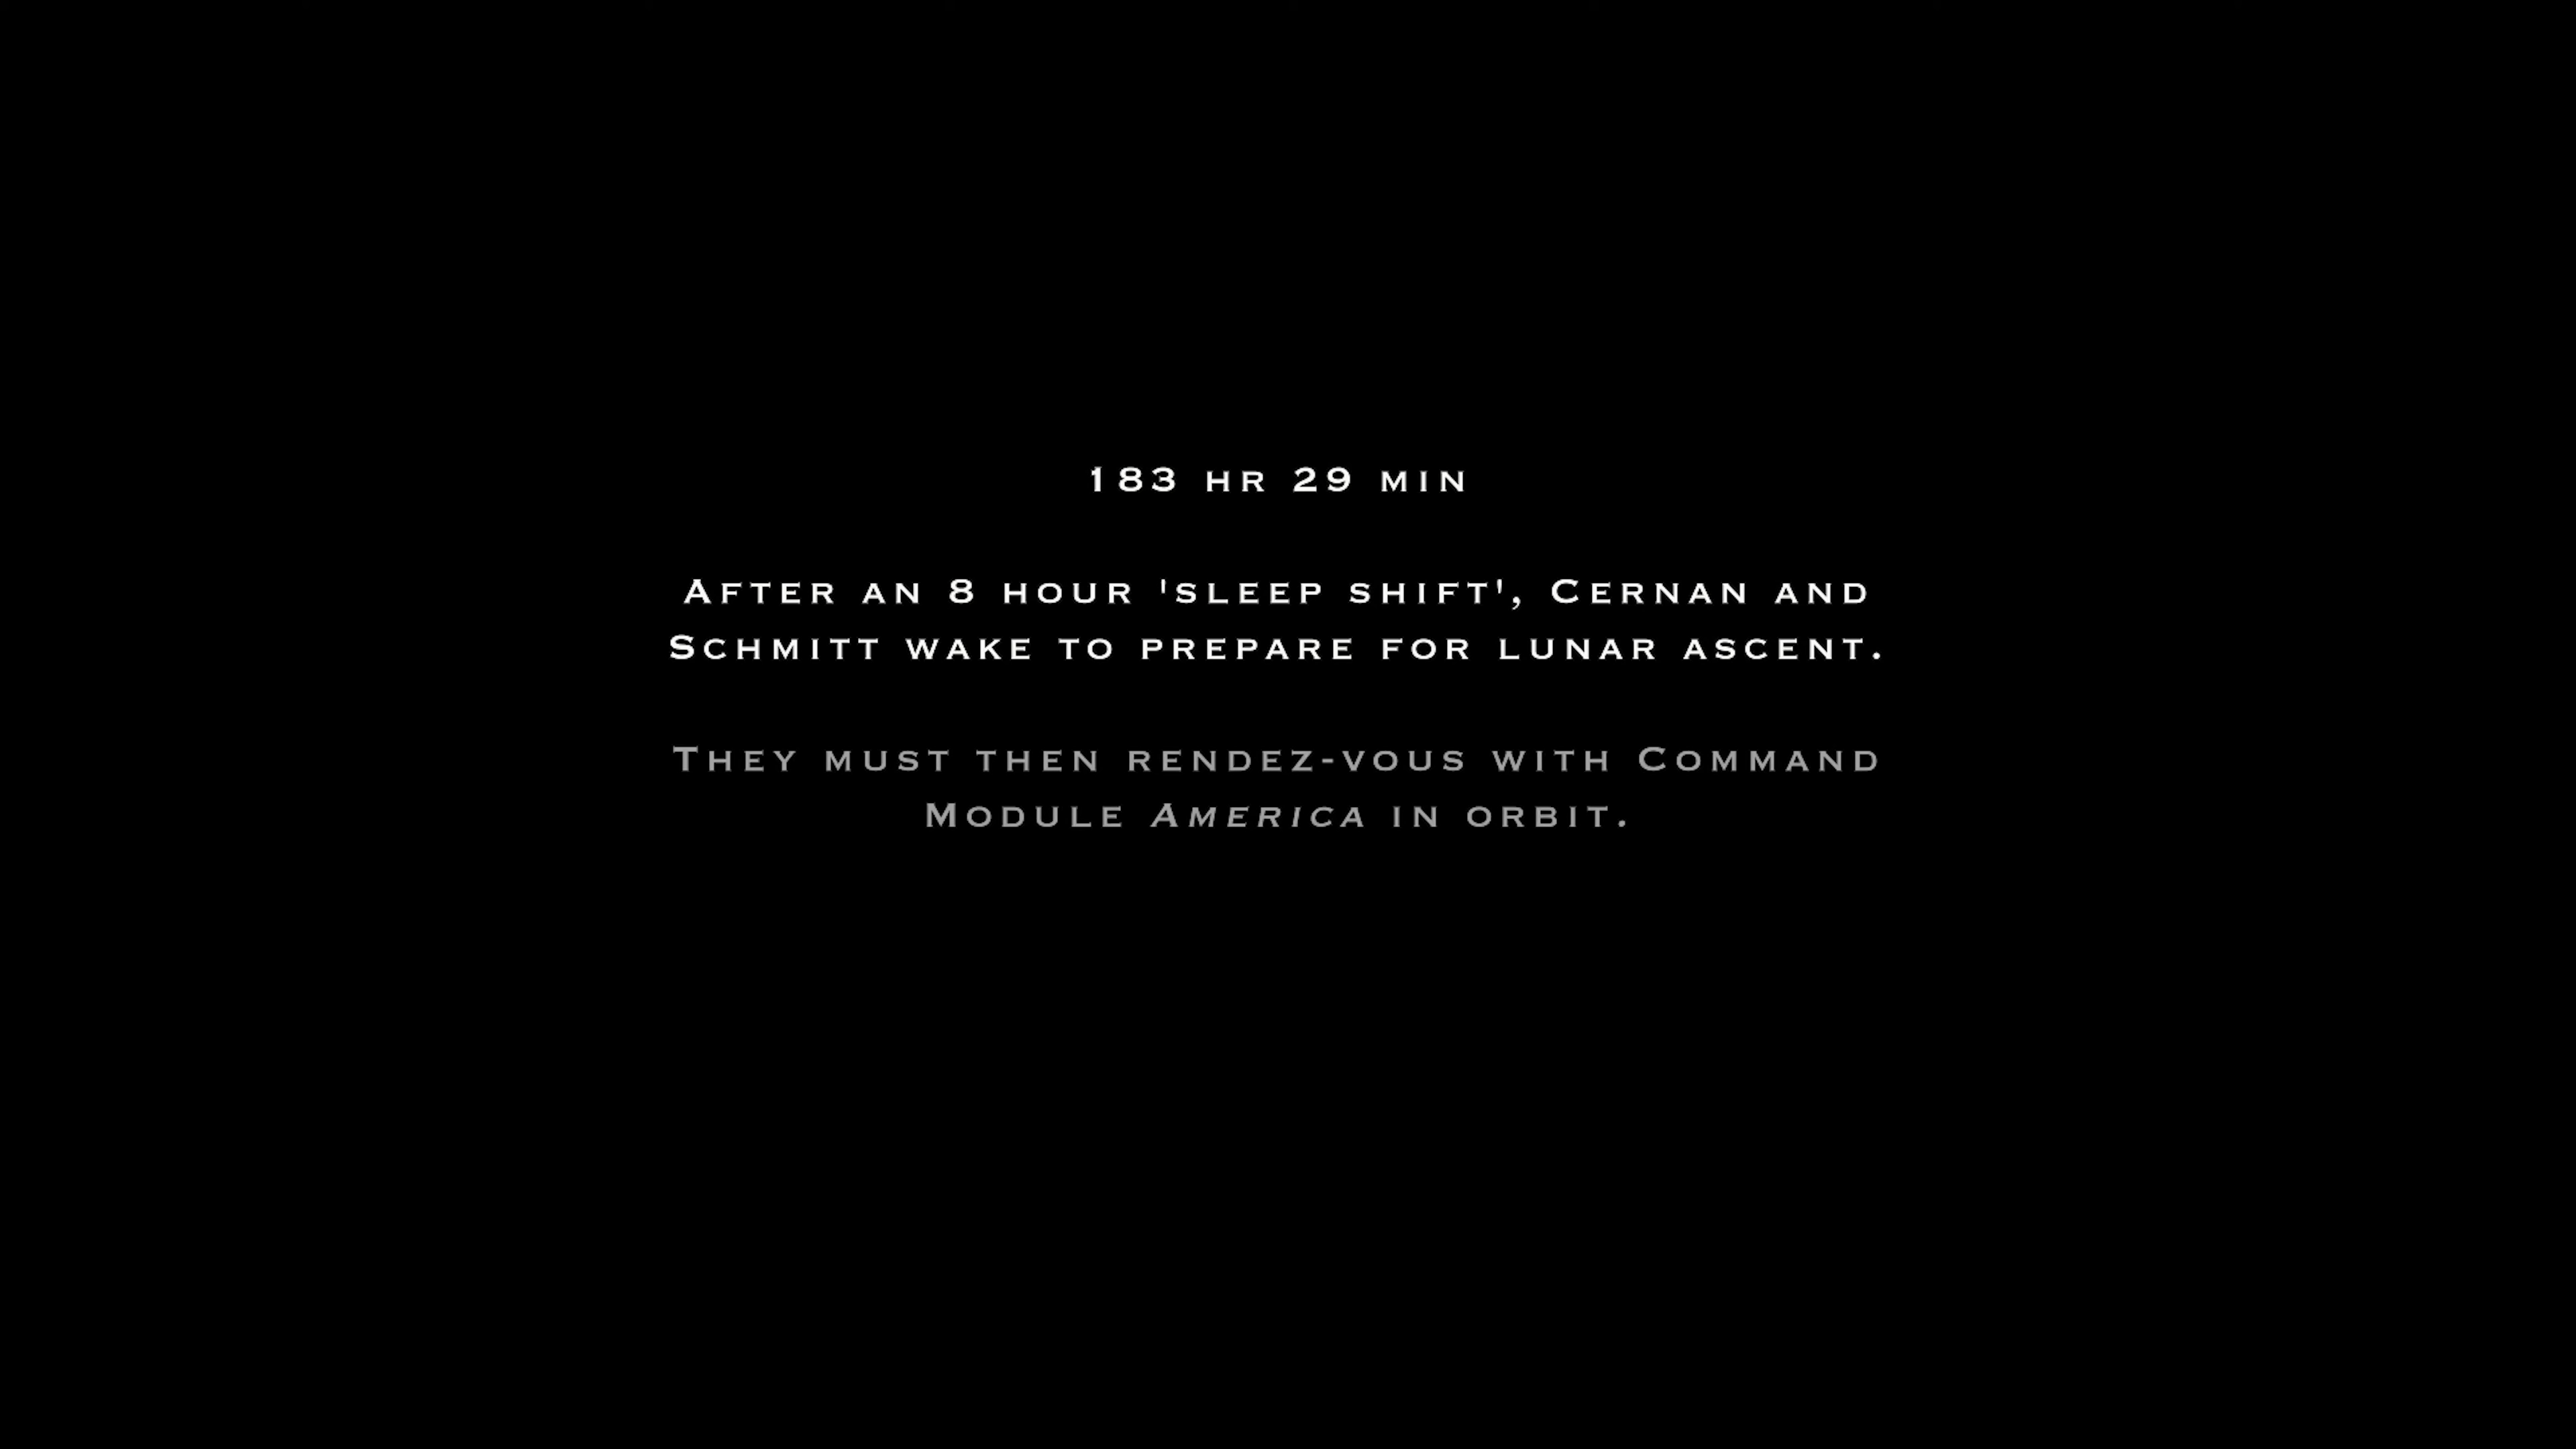 183 HR 29 MIN
AFTER AN 8 HOUR 'SLEEP SHIFT', CERNAN AND
SCHMITT WAKE TO PREPARE FOR LUNAR ASCENT.
THEY MUST THEN RENDEZ-VOUS WITH COMMAND
MODULE AMERICA IN ORBIT.